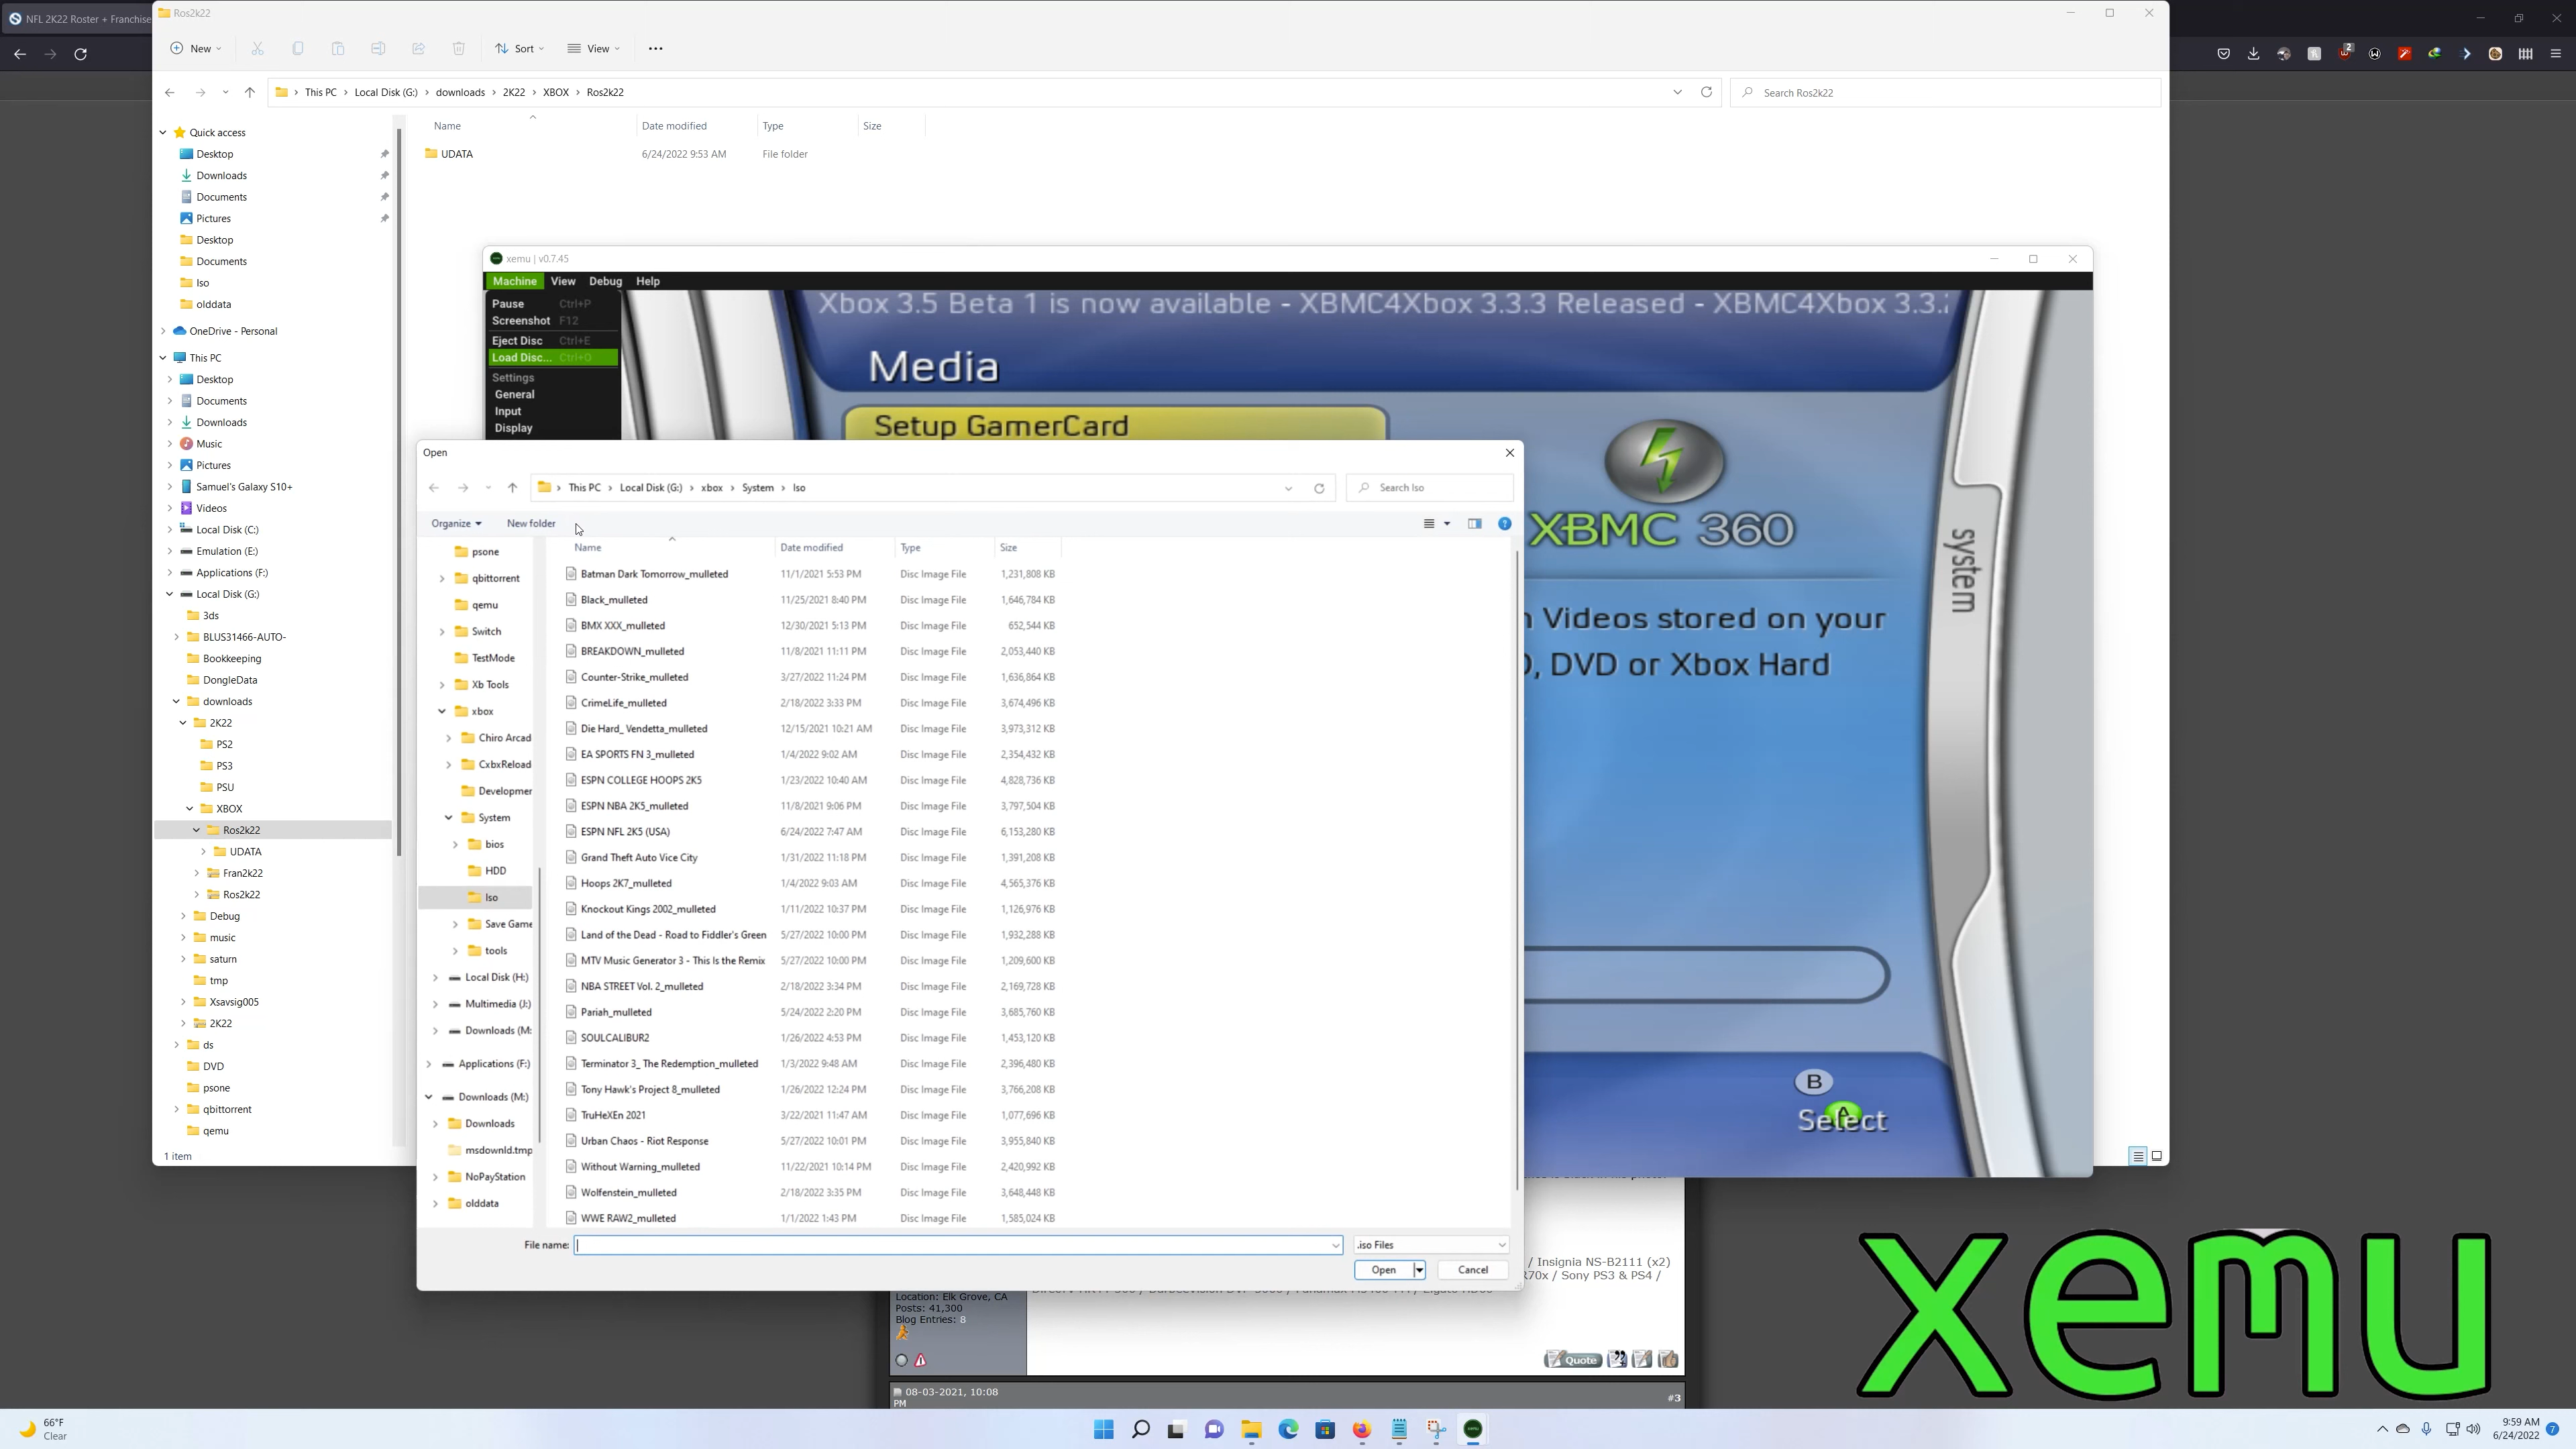 NFL 2K22 Roster + Franchise
Ros2k22
New
Sort
View
This PC > Local Disk (G:) > downloads > 2K22 > XBOX > Ros2k22
Search Ros2k22
Name Date modified Type Size
UDATA 6/24/2022 9:53 AM File folder
Quick access
Desktop
Downloads
Documents
Pictures
Desktop
Documents
Iso
olddata
OneDrive - Personal
This PC
Desktop
Documents
Downloads
Music
Pictures
Samuel's Galaxy S10+
Videos
Local Disk (C:)
Emulation (E:)
Applications (F:)
Local Disk (G:)
3ds
BLUS31466-AUTO-
Bookkeeping
DongleData
downloads
2K22
PS2
PS3
PSU
XBOX
Ros2k22
UDATA
Fran2k22
Ros2k22
Debug
music
saturn
tmp
Xsavsig005
2K22
ds
DVD
psone
qbittorrent
qemu
1 item
xemu | v0.7.45
Machine View Debug Help
Pause Ctrl+P
Screenshot F12
Eject Disc Ctrl+E
Load Disc... Ctrl+O
Settings
General
Input
Display
Xbox 3.5 Beta 1 is now available - XBMC4Xbox 3.3.3 Released - XBMC4Xbox 3.3.
Media
Setup GamerCard
XBMC 360
system
Videos stored on your
, DVD or Xbox Hard
B
A
Select
Open
This PC > Local Disk (G:) > xbox > System > Iso
Search Iso
Organize New folder
psone
qbittorrent
qemu
Switch
TestMode
Xb Tools
xbox
Chiro Arcad
CxbxReload
Developmer
System
bios
HDD
Iso
Save Game
tools
Local Disk (H:)
Multimedia (J:)
Downloads (M:
Applications (F:)
Downloads (M:)
Downloads
msdownld.tmp
NoPayStation
olddata
Name Date modified Type Size
Batman Dark Tomorrow_mulleted 11/1/2021 5:53 PM Disc Image File 1,231,808 KB
Black_mulleted 11/25/2021 8:40 PM Disc Image File 1,646,784 KB
BMX XXX_mulleted 12/30/2021 5:13 PM Disc Image File 652,544 KB
BREAKDOWN_mulleted 11/8/2021 11:11 PM Disc Image File 2,053,440 KB
Counter-Strike_mulleted 3/27/2022 11:24 PM Disc Image File 1,636,864 KB
CrimeLife_mulleted 2/18/2022 3:33 PM Disc Image File 3,674,496 KB
Die Hard_ Vendetta_mulleted 12/15/2021 10:21 AM Disc Image File 3,973,312 KB
EA SPORTS FN 3_mulleted 1/4/2022 9:02 AM Disc Image File 2,354,432 KB
ESPN COLLEGE HOOPS 2K5 1/23/2022 10:40 AM Disc Image File 4,828,736 KB
ESPN NBA 2K5_mulleted 11/8/2021 9:06 PM Disc Image File 3,797,504 KB
ESPN NFL 2K5 (USA) 6/24/2022 7:47 AM Disc Image File 6,153,280 KB
Grand Theft Auto Vice City 1/31/2022 11:18 PM Disc Image File 1,391,208 KB
Hoops 2K7_mulleted 1/4/2022 9:03 AM Disc Image File 4,565,376 KB
Knockout Kings 2002_mulleted 1/11/2022 10:37 PM Disc Image File 1,126,976 KB
Land of the Dead - Road to Fiddler's Green 5/27/2022 10:00 PM Disc Image File 1,932,288 KB
MTV Music Generator 3 - This Is the Remix 5/27/2022 10:00 PM Disc Image File 1,209,600 KB
NBA STREET Vol. 2_mulleted 2/18/2022 3:34 PM Disc Image File 2,169,728 KB
Pariah_mulleted 5/24/2022 2:20 PM Disc Image File 3,685,760 KB
SOULCALIBUR2 1/26/2022 4:53 PM Disc Image File 1,453,120 KB
Terminator 3_ The Redemption_mulleted 1/3/2022 9:48 AM Disc Image File 2,396,480 KB
Tony Hawk's Project 8_mulleted 1/26/2022 12:24 PM Disc Image File 3,766,208 KB
TruHeXEn 2021 3/22/2021 11:47 AM Disc Image File 1,077,696 KB
Urban Chaos - Riot Response 5/27/2022 10:01 PM Disc Image File 3,955,840 KB
Without Warning_mulleted 11/22/2021 10:14 PM Disc Image File 2,420,992 KB
Wolfenstein_mulleted 2/18/2022 3:35 PM Disc Image File 3,648,448 KB
WWE RAW2_mulleted 1/1/2022 1:43 PM Disc Image File 1,585,024 KB
File name:
.iso Files
Open Cancel
/ Insignia NS-B2111 (x2)
R70x / Sony PS3 & PS4 /
Location: Elk Grove, CA
Posts: 41,300
Blog Entries: 8
Quote
08-03-2021, 10:08
PM
#3
xemu
2
66°F
Clear
9:59 AM
6/24/2022
7